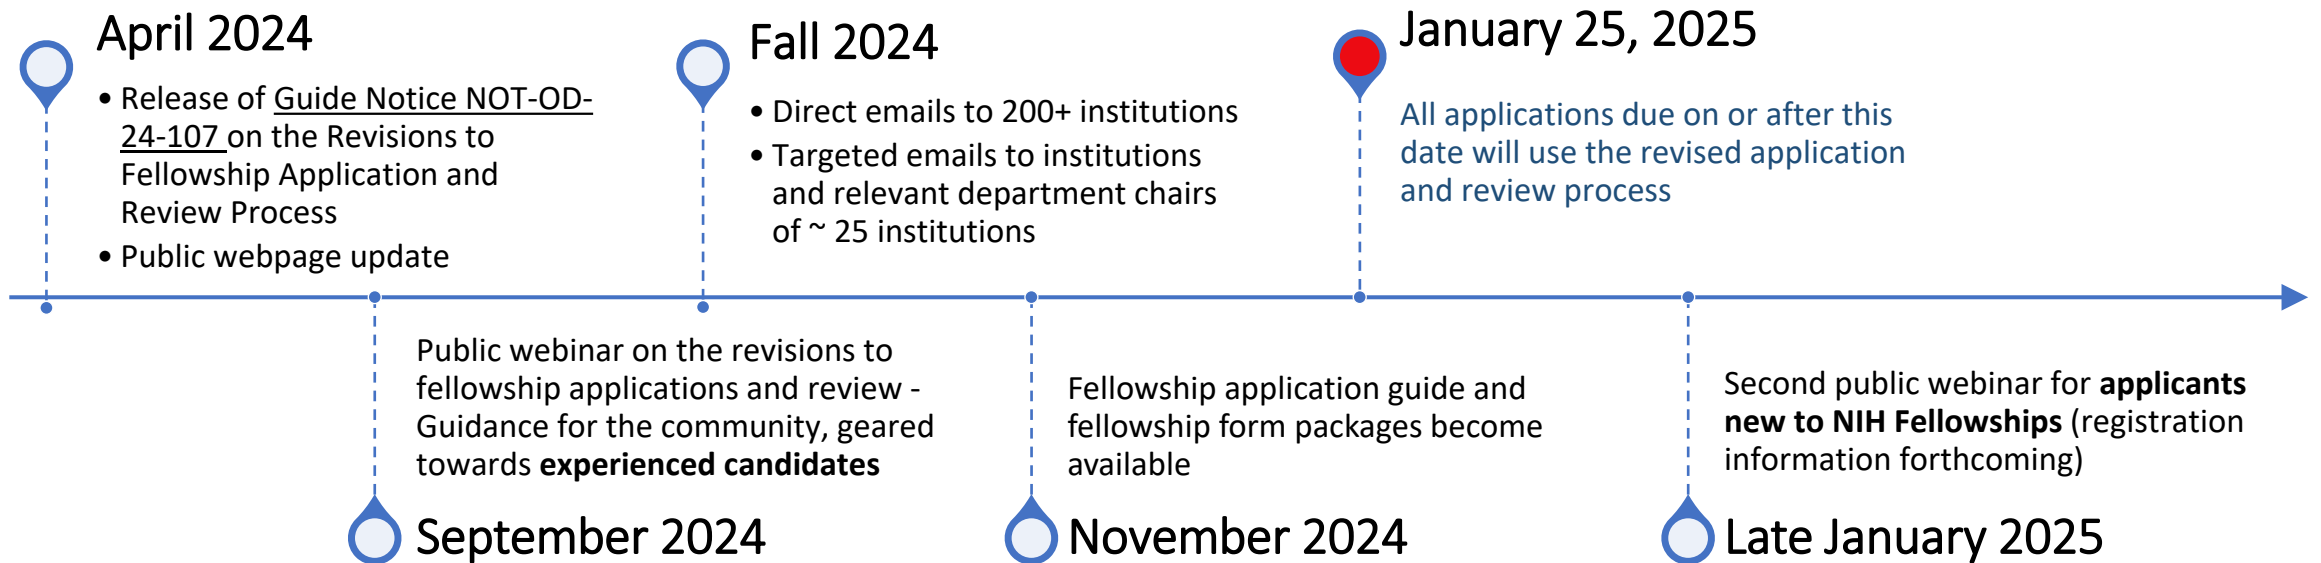 April 2024
• Release of Guide Notice NOT-OD-
24-107 on the Revisions to
Fellowship Application and
Review Process
• Public webpage update
Public webinar on the revisions to
fellowship applications and review -
Guidance for the community, geared
towards experienced candidates
September 2024
Fall 2024
• Direct emails to 200+ institutions
• Targeted emails to institutions
and relevant department chairs
of ~ 25 institutions
Fellowship application guide and
fellowship form packages become
available
November 2024
January 25, 2025
All applications due on or after this
date will use the revised application
and review process
Second public webinar for applicants
new to NIH Fellowships (registration
information forthcoming)
Late January 2025